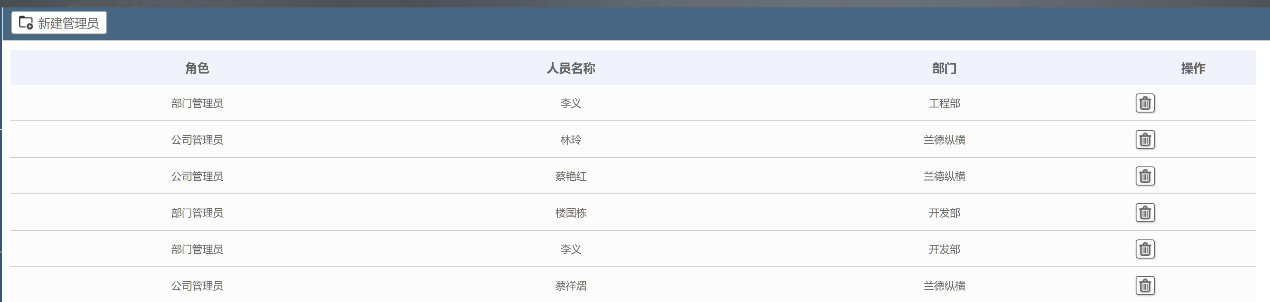 新建管理员
角色 人员名称 部门 操作
部门管理员 李义 工程部
公司管理员 林玲 兰德纵横
公司管理员 蔡艳红 兰德纵横
部门管理员 楼国栋 开发部
部门管理员 李义 开发部
公司管理员 蔡祥熠 兰德纵横